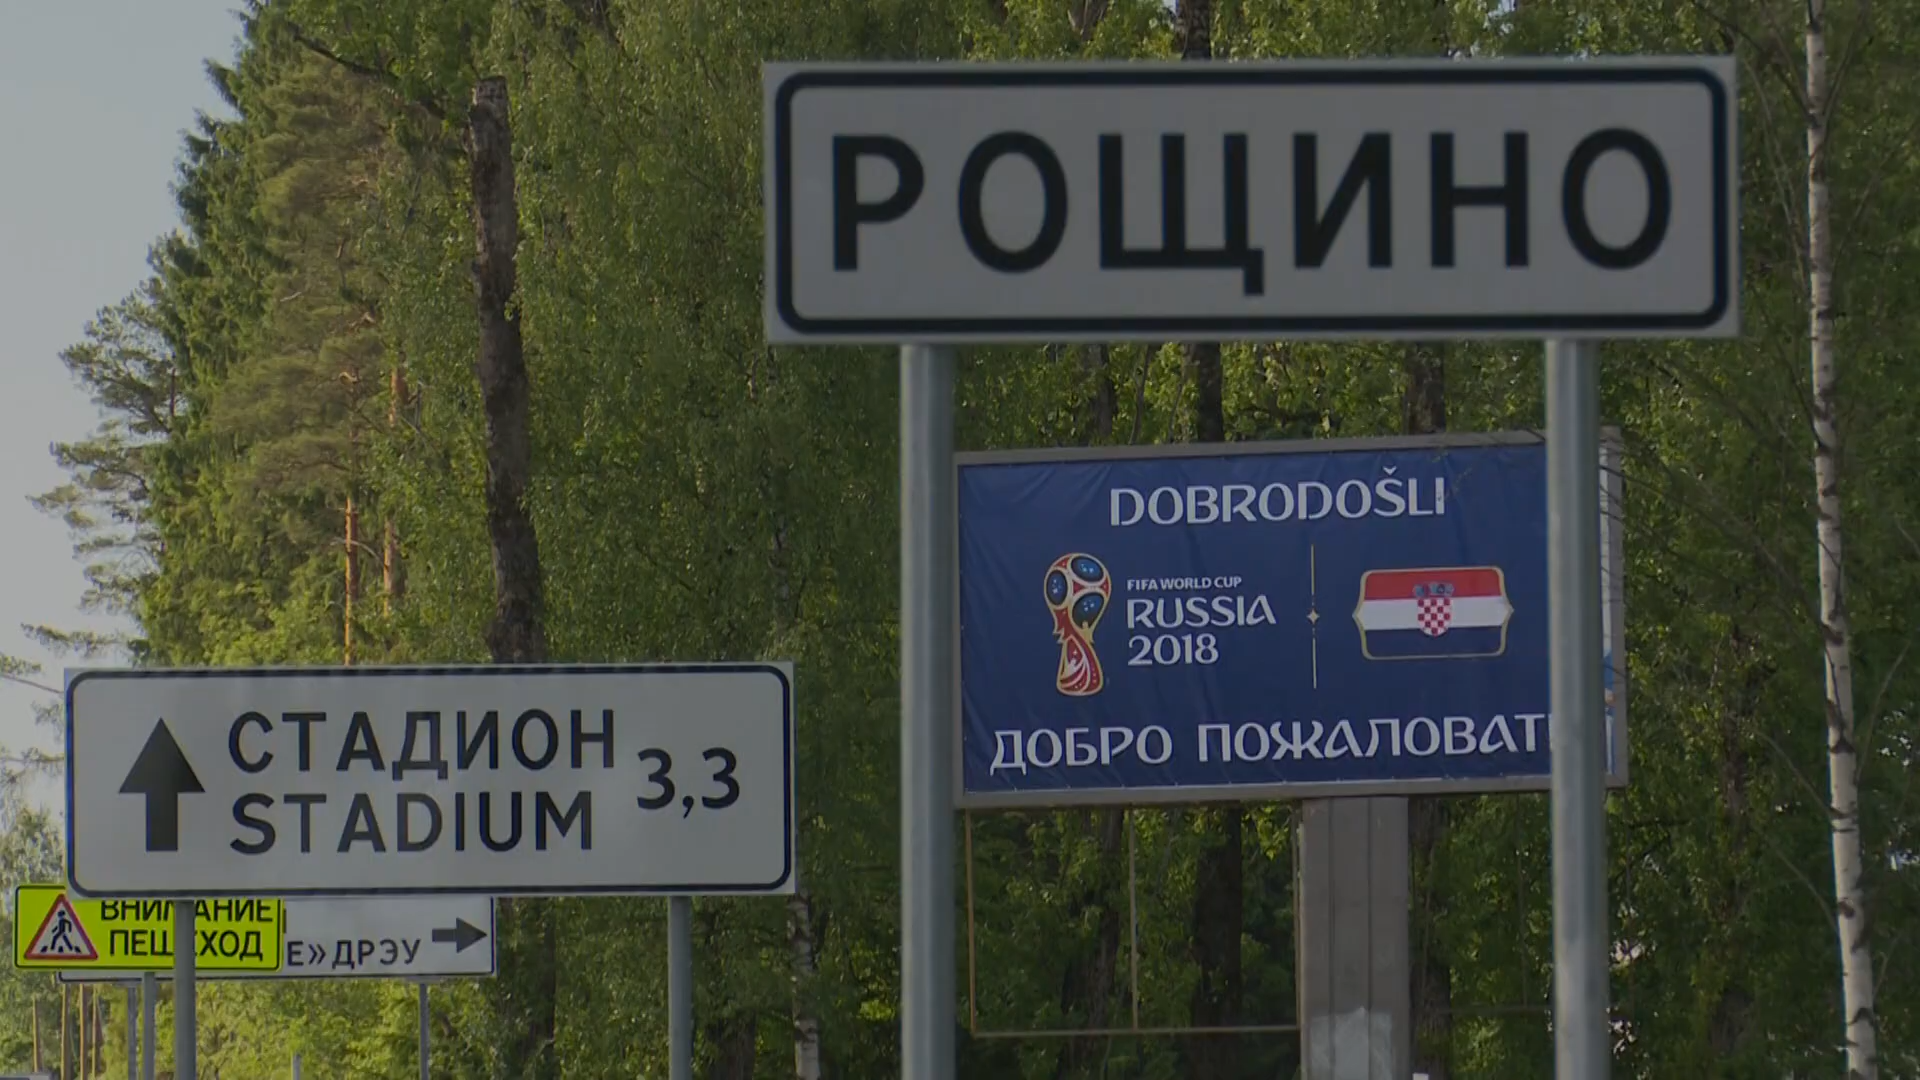 РОЩИНО
DOBRODOŠLI
FIFA WORLD CUP
RUSSIA
2018
ДОБРО ПОЖАЛОВАТ
СТАДИОН
STADIUM
3,3
ВНИМАНИЕ
ПЕШЕХОД
Е»ДРЭУ